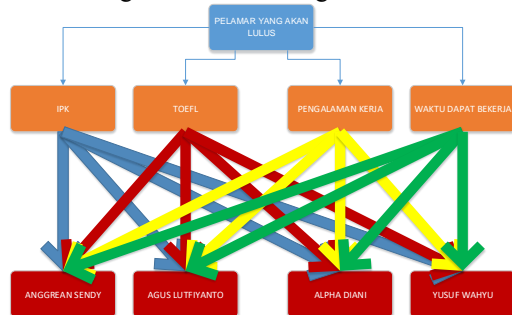 PELAMAR YANG AKAN
LULUS
IPK
TOEFL
PENGALAMAN KERJA
WAKTU DAPAT BEKERJA
ANGGREAN SENDY
AGUS LUTFIYANTO
ALPHA DIANI
YUSUF WAHYU